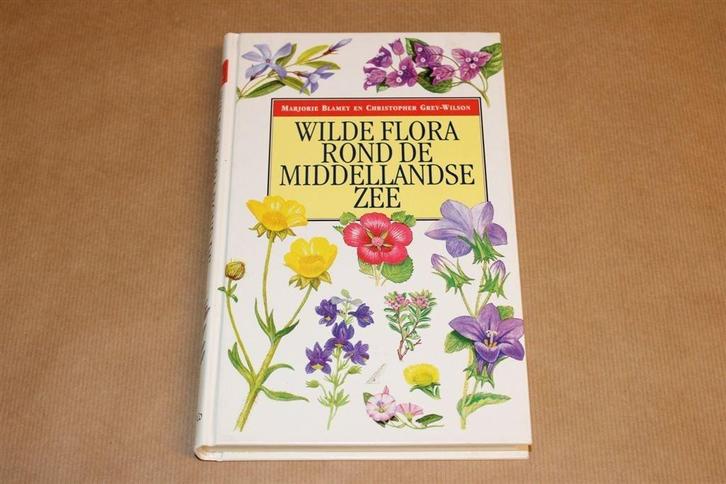 MARJORIE BLAMEY EN CHRISTOPHER GREY-WILSON
WILDE FLORA
ROND DE
MIDDELLANDSE
ZEE